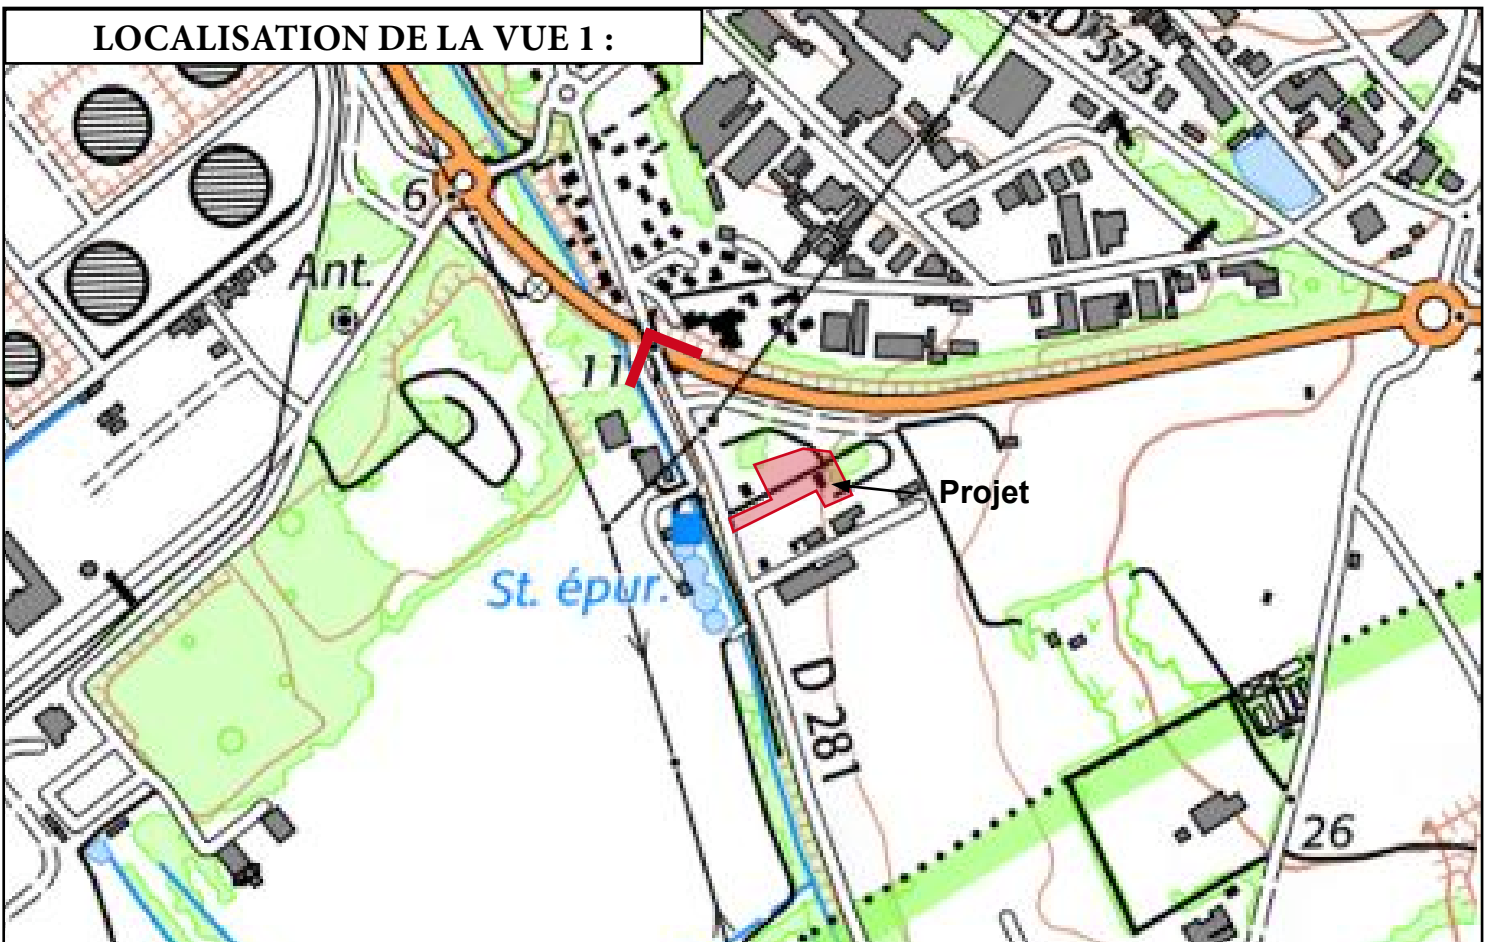 LOCALISATION DE LA VUE 1 :
6
Ant.
11
Projet
St. épur.
D 281
26